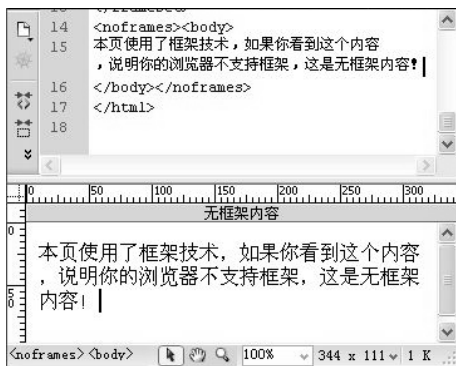 14 <noframes><body>
15 本页使用了框架技术，如果你看到这个内容
，说明你的浏览器不支持框架，这是无框架内容！
16 </body></noframes>
17 </html>
18
0 50 100 150 200 250 300
无框架内容
0
本页使用了框架技术，如果你看到这个内容
，说明你的浏览器不支持框架，这是无框架
50
内容！
<noframes> <body> 100% 344 x 111 1 K